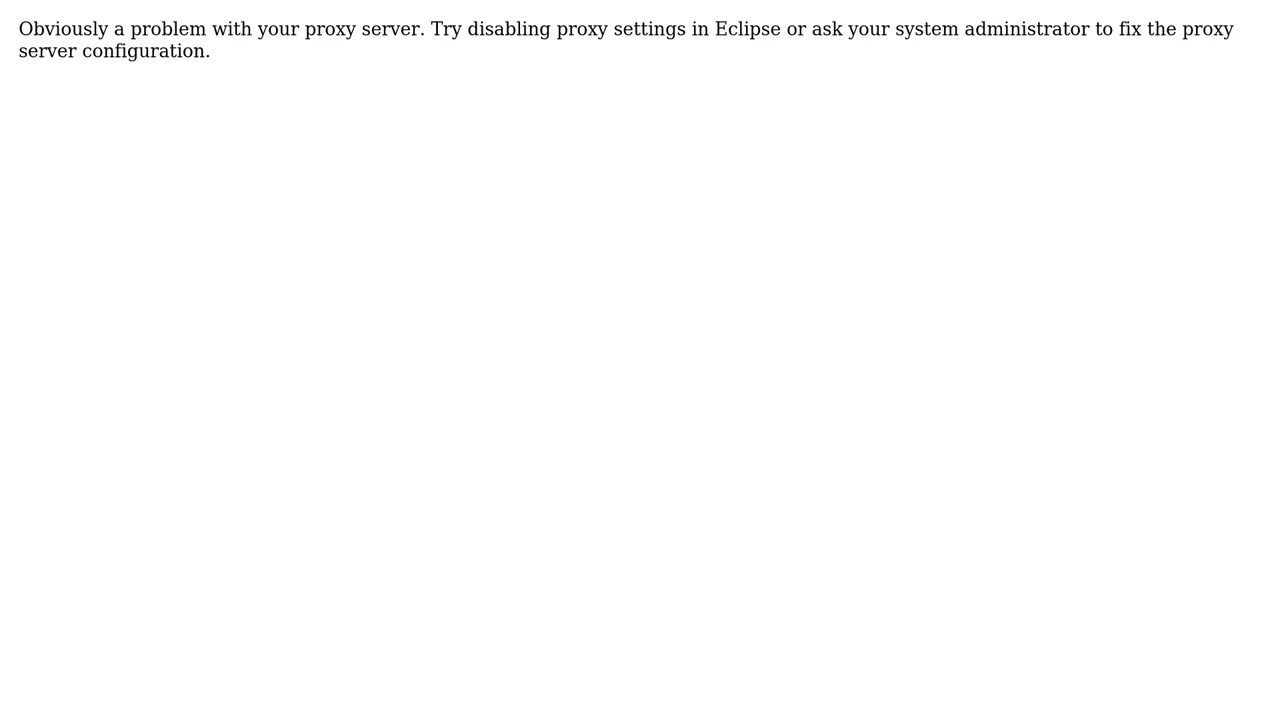 Obviously a problem with your proxy server. Try disabling proxy settings in Eclipse or ask your system administrator to fix the proxy
server configuration.